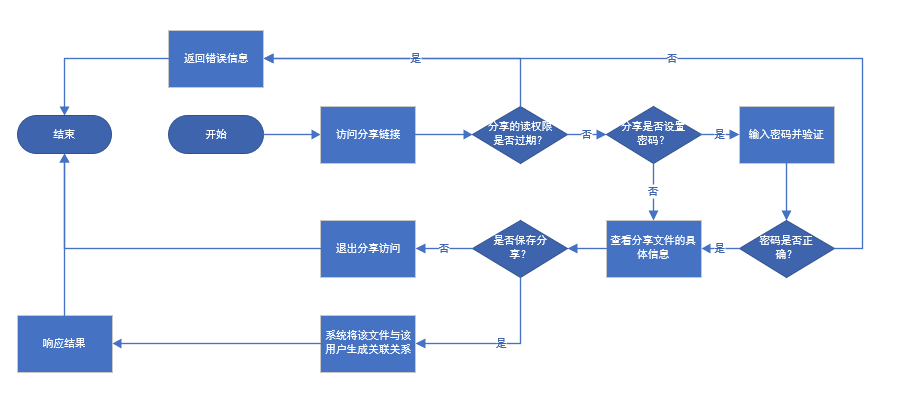 返回错误信息
是
否
结束
开始
访问分享链接
分享的读权限
是否过期?
否
分享是否设置
密码?
是
输入密码并验证
否
退出分享访问
否
是否保存分
享?
查看分享文件的具
体信息
是
密码是否正
确?
响应结果
系统将该文件与该
用户生成关联关系
是